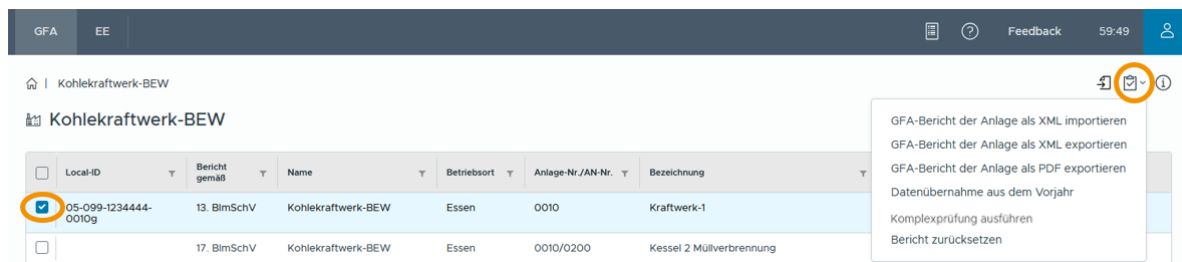 GFA EE Feedback 59:49
Kohlekraftwerk-BEW
Kohlekraftwerk-BEW
GFA-Bericht der Anlage als XML importieren
GFA-Bericht der Anlage als XML exportieren
GFA-Bericht der Anlage als PDF exportieren
Datenübernahme aus dem Vorjahr
Komplexprüfung ausführen
Bericht zurücksetzen
Local-ID Bericht gemäß Name Betriebsort Anlage-Nr./AN-Nr. Bezeichnung
05-099-1234444-0010g 13. BImSchV Kohlekraftwerk-BEW Essen 0010 Kraftwerk-1
17. BImSchV Kohlekraftwerk-BEW Essen 0010/0200 Kessel 2 Müllverbrennung